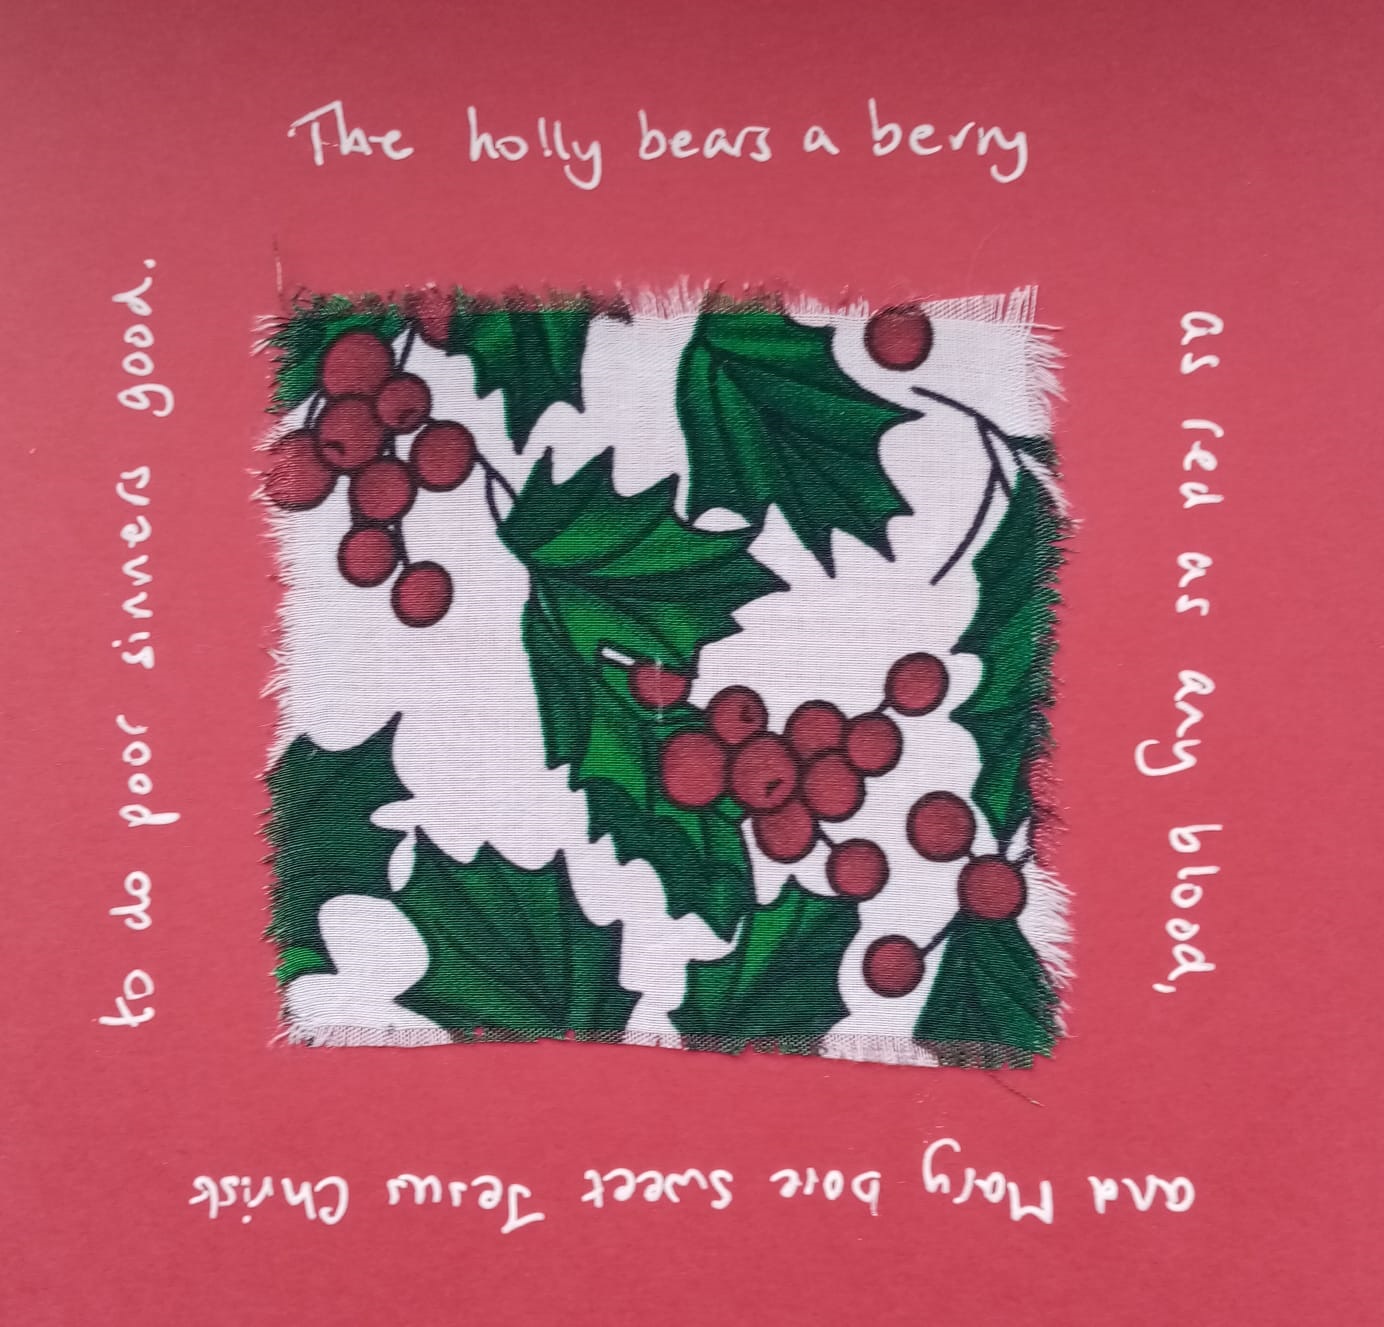 The holly bears a berry
as red as any blood,
and Mary bore sweet Jesus Christ
to do poor sinners good.